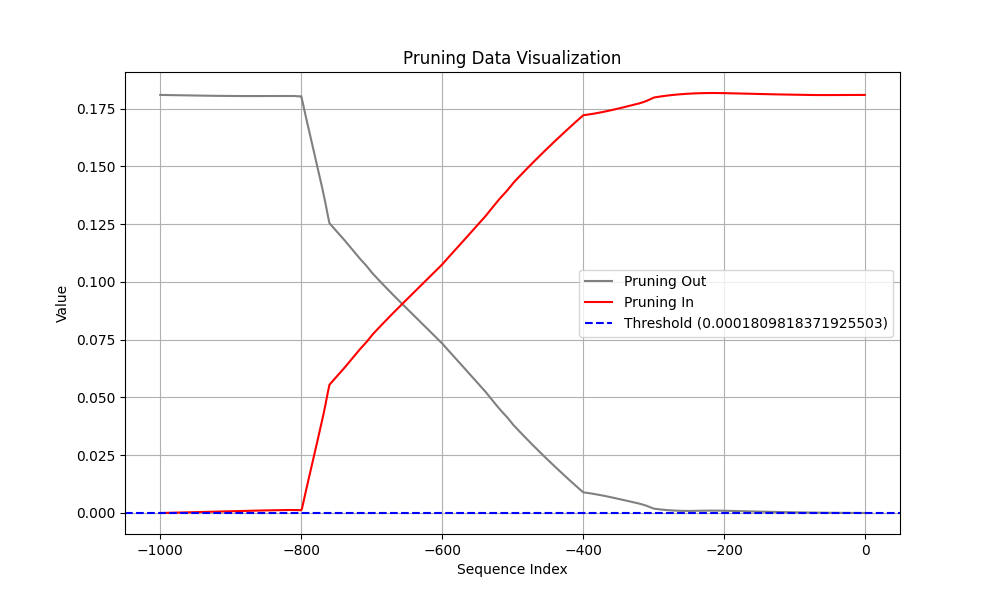 Pruning Data Visualization
0.175
0.150
0.125
0.100
0.075
0.050
0.025
0.000
Value
Pruning Out
Pruning In
Threshold (0.0001809818371925503)
−1000
−800
−600
−400
−200
0
Sequence Index